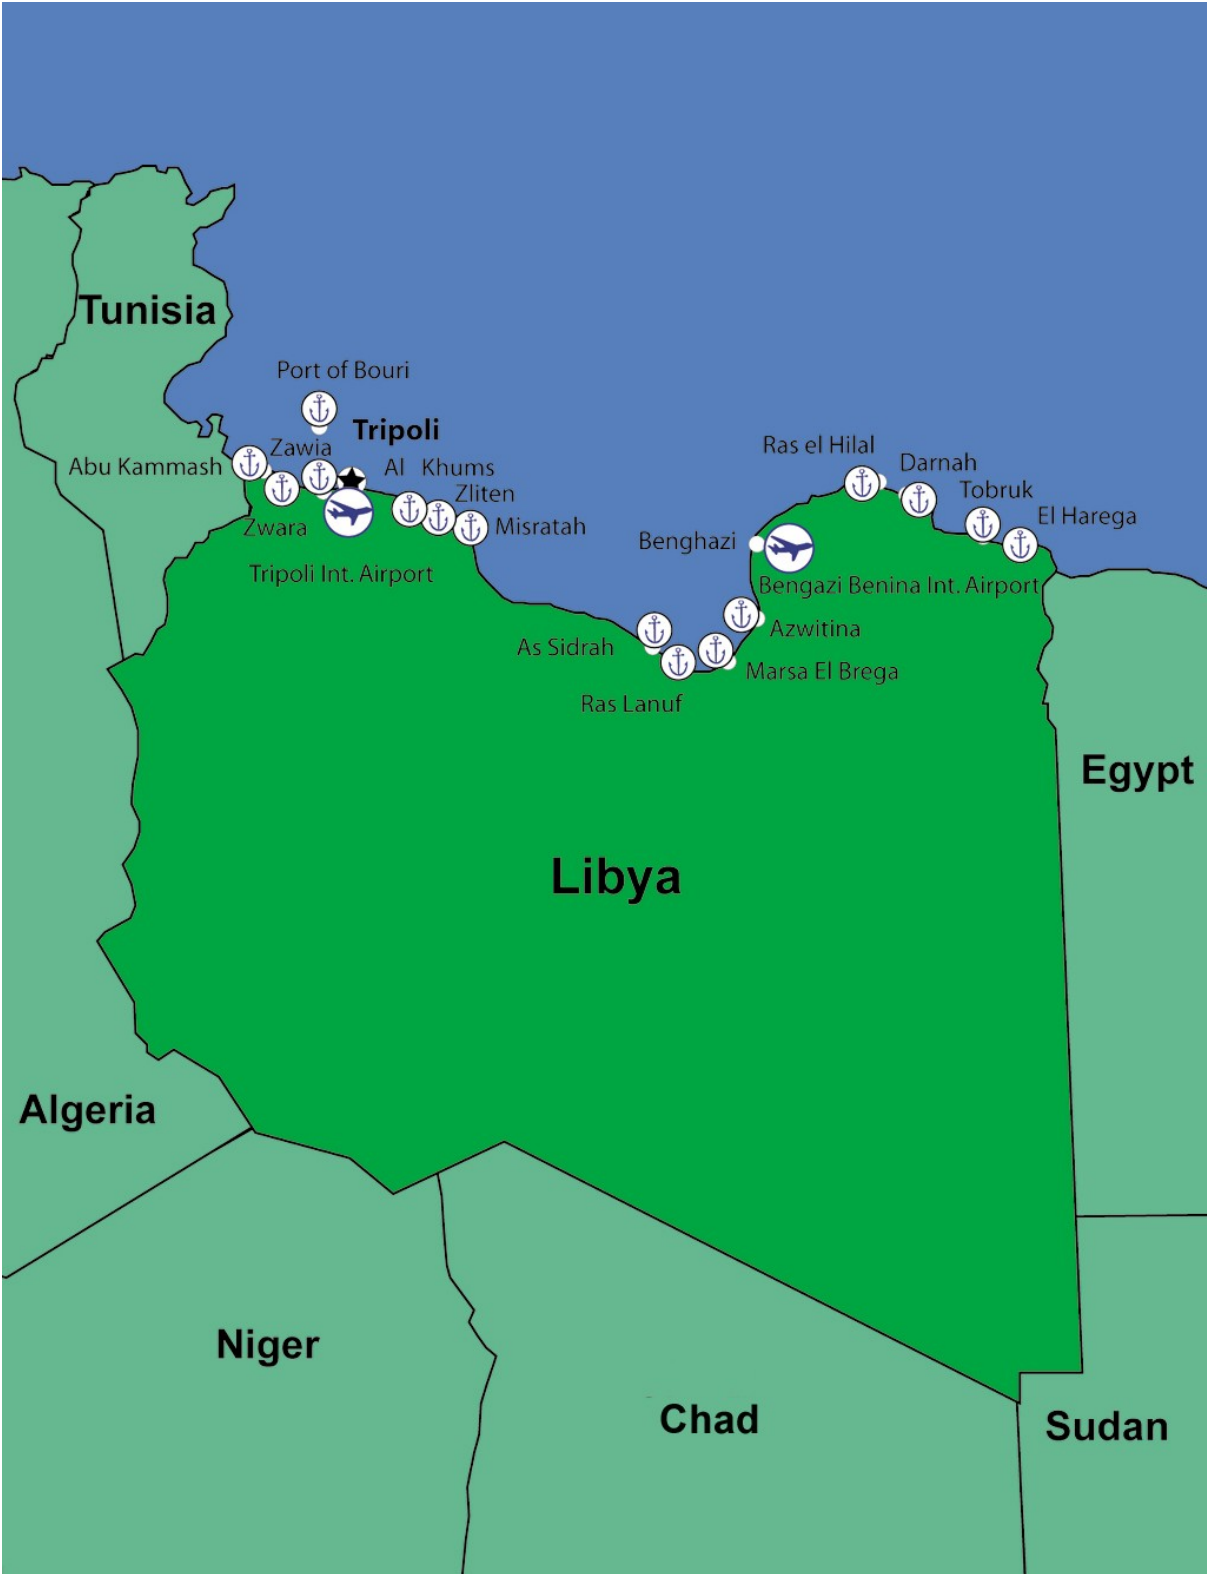 Tunisia
Port of Bouri
Tripoli
Zawia
Abu Kammash
Al Khums
Zliten
Zwara
Misratah
Tripoli Int. Airport
Ras el Hilal
Darnah
Tobruk
El Harega
Benghazi
Bengazi Benina Int. Airport
Azwitina
As Sidrah
Marsa El Brega
Ras Lanuf
Egypt
Libya
Algeria
Niger
Chad
Sudan